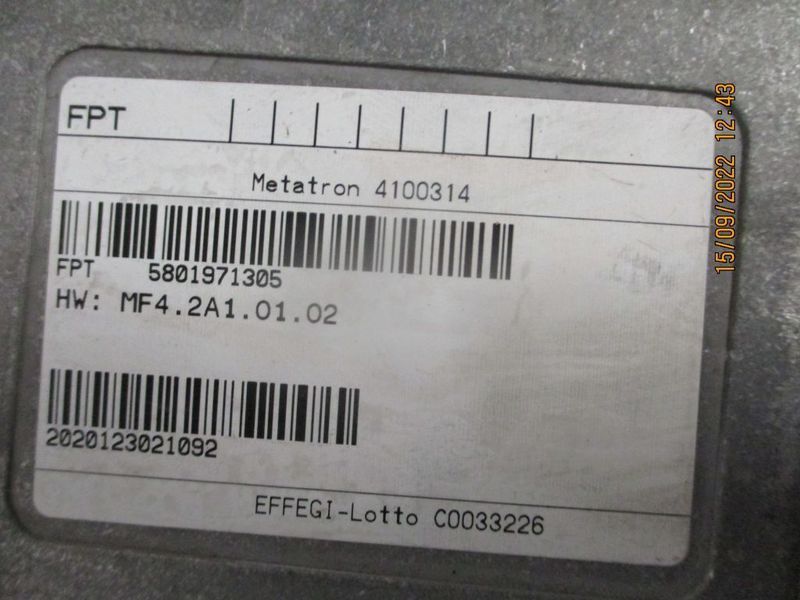 FPT
Metatron 4100314
FPT 5801971305
HW: MF4.2A1.01.02
2020123021092
EFFEGI-Lotto C0033226
15/09/2022 12:43